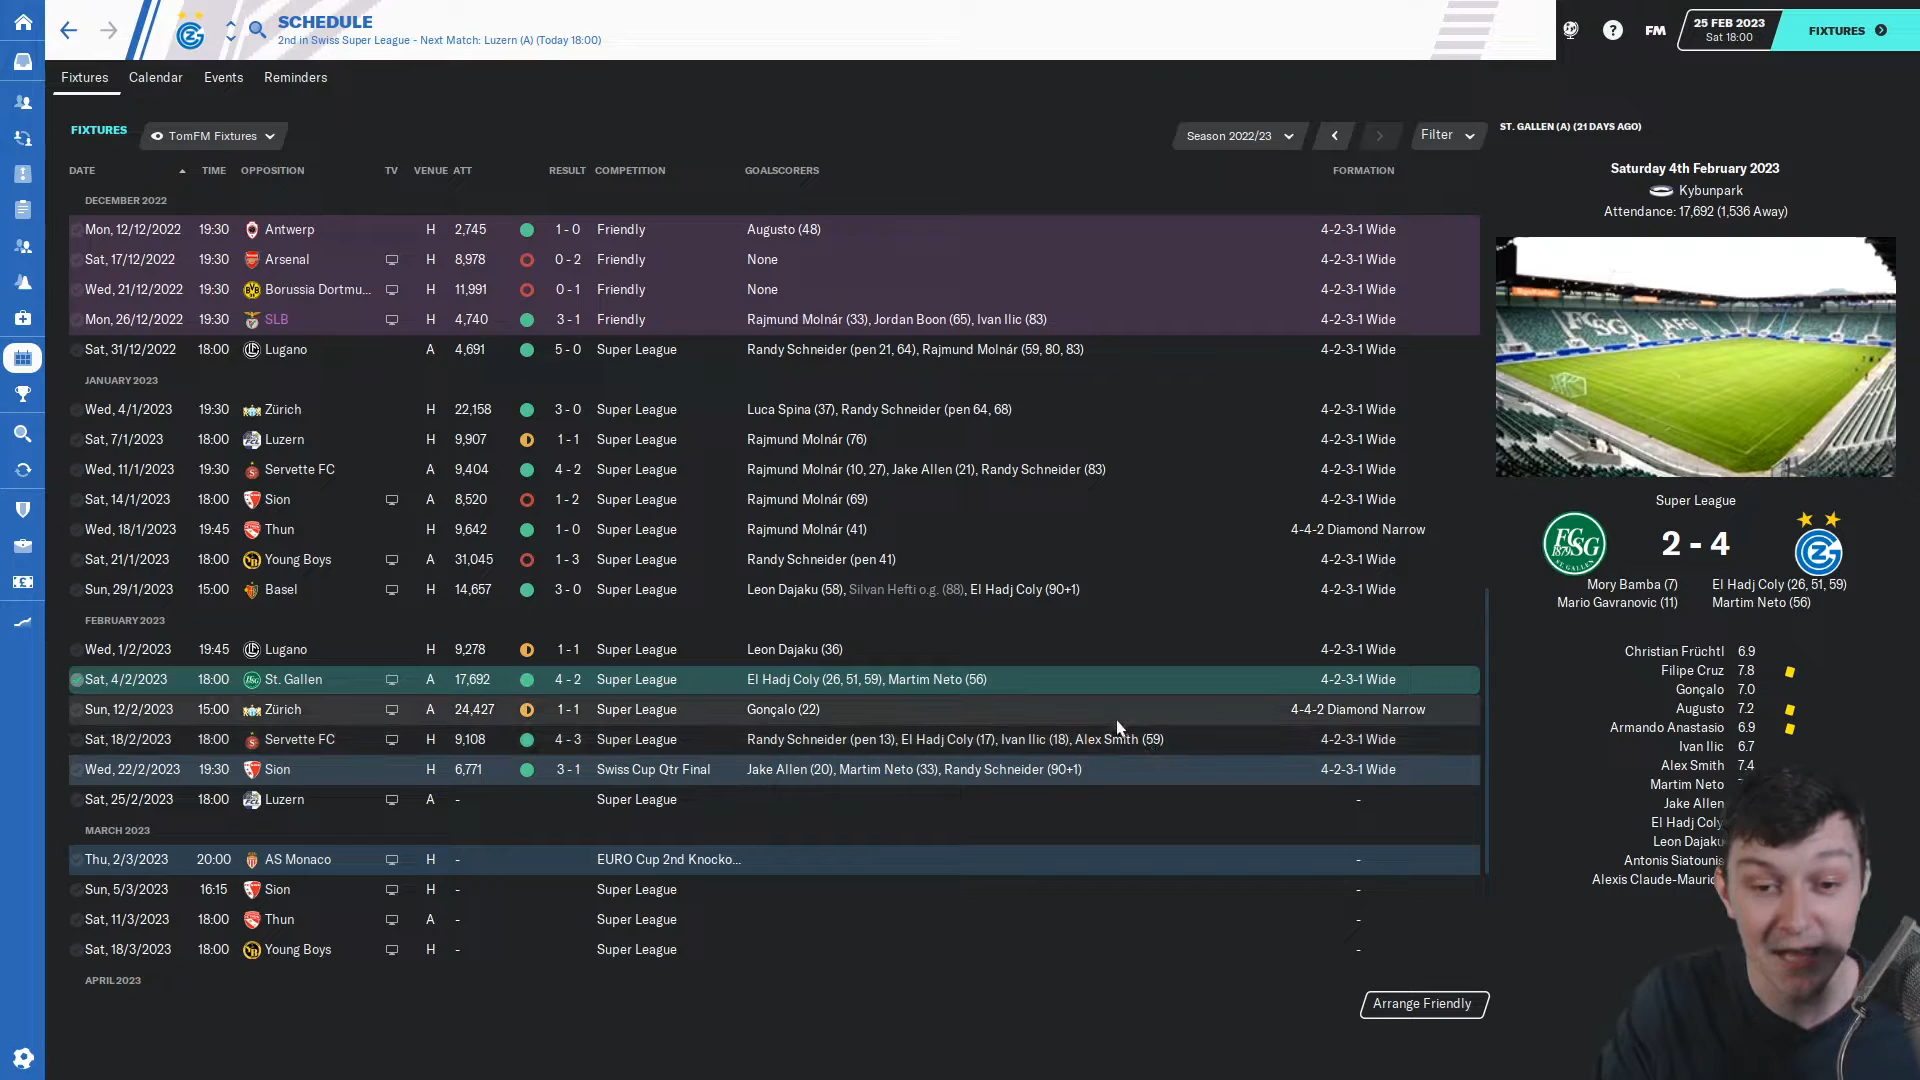 SCHEDULE
2nd in Swiss Super League - Next Match: Luzern (A) (Today 18:00)
FM
25 FEB 2023
Sat 18:00
FIXTURES
Fixtures Calendar Events Reminders
FIXTURES
TomFM Fixtures
Season 2022/23
Filter
DATE TIME OPPOSITION TV VENUE ATT RESULT COMPETITION GOALSCORERS FORMATION
DECEMBER 2022
Mon, 12/12/2022 19:30 Antwerp H 2,745 1 - 0 Friendly Augusto (48) 4-2-3-1 Wide
Sat, 17/12/2022 19:30 Arsenal H 8,978 0 - 2 Friendly None 4-2-3-1 Wide
Wed, 21/12/2022 19:30 Borussia Dortmu... H 11,991 0 - 1 Friendly None 4-2-3-1 Wide
Mon, 26/12/2022 19:30 SLB H 4,740 3 - 1 Friendly Rajmund Molnár (33), Jordan Boon (65), Ivan Ilic (83) 4-2-3-1 Wide
Sat, 31/12/2022 18:00 Lugano A 4,691 5 - 0 Super League Randy Schneider (pen 21, 64), Rajmund Molnár (59, 80, 83) 4-2-3-1 Wide
JANUARY 2023
Wed, 4/1/2023 19:30 Zürich H 22,158 3 - 0 Super League Luca Spina (37), Randy Schneider (pen 64, 68) 4-2-3-1 Wide
Sat, 7/1/2023 18:00 Luzern H 9,907 1 - 1 Super League Rajmund Molnár (76) 4-2-3-1 Wide
Wed, 11/1/2023 19:30 Servette FC A 9,404 4 - 2 Super League Rajmund Molnár (10, 27), Jake Allen (21), Randy Schneider (83) 4-2-3-1 Wide
Sat, 14/1/2023 18:00 Sion A 8,520 1 - 2 Super League Rajmund Molnár (69) 4-2-3-1 Wide
Wed, 18/1/2023 19:45 Thun H 9,642 1 - 0 Super League Rajmund Molnár (41) 4-4-2 Diamond Narrow
Sat, 21/1/2023 18:00 Young Boys A 31,045 1 - 3 Super League Randy Schneider (pen 41) 4-2-3-1 Wide
Sun, 29/1/2023 15:00 Basel H 14,657 3 - 0 Super League Leon Dajaku (58), Silvan Hefti o.g. (88), El Hadj Coly (90+1) 4-2-3-1 Wide
FEBRUARY 2023
Wed, 1/2/2023 19:45 Lugano H 9,278 1 - 1 Super League Leon Dajaku (36) 4-2-3-1 Wide
Sat, 4/2/2023 18:00 St. Gallen A 17,692 4 - 2 Super League El Hadj Coly (26, 51, 59), Martim Neto (56) 4-2-3-1 Wide
Sun, 12/2/2023 15:00 Zürich A 24,427 1 - 1 Super League Gonçalo (22) 4-4-2 Diamond Narrow
Sat, 18/2/2023 18:00 Servette FC H 9,108 4 - 3 Super League Randy Schneider (pen 13), El Hadj Coly (17), Ivan Ilic (18), Alex Smith (59) 4-2-3-1 Wide
Wed, 22/2/2023 19:30 Sion H 6,771 3 - 1 Swiss Cup Qtr Final Jake Allen (20), Martim Neto (33), Randy Schneider (90+1) 4-2-3-1 Wide
Sat, 25/2/2023 18:00 Luzern A - Super League -
MARCH 2023
Thu, 2/3/2023 20:00 AS Monaco H - EURO Cup 2nd Knocko... -
Sun, 5/3/2023 16:15 Sion H - Super League -
Sat, 11/3/2023 18:00 Thun A - Super League -
Sat, 18/3/2023 18:00 Young Boys H - Super League -
APRIL 2023
Arrange Friendly
ST. GALLEN (A) (21 DAYS AGO)
Saturday 4th February 2023
Kybunpark
Attendance: 17,692 (1,536 Away)
Super League
2 - 4
Mory Bamba (7) El Hadj Coly (26, 51, 59)
Mario Gavranovic (11) Martim Neto (56)
Christian Früchtl 6.9
Filipe Cruz 7.8
Gonçalo 7.0
Augusto 7.2
Armando Anastasio 6.9
Ivan Ilic 6.7
Alex Smith 7.4
Martim Neto
Jake Allen
El Hadj Coly
Leon Dajaku
Antonis Siatounis